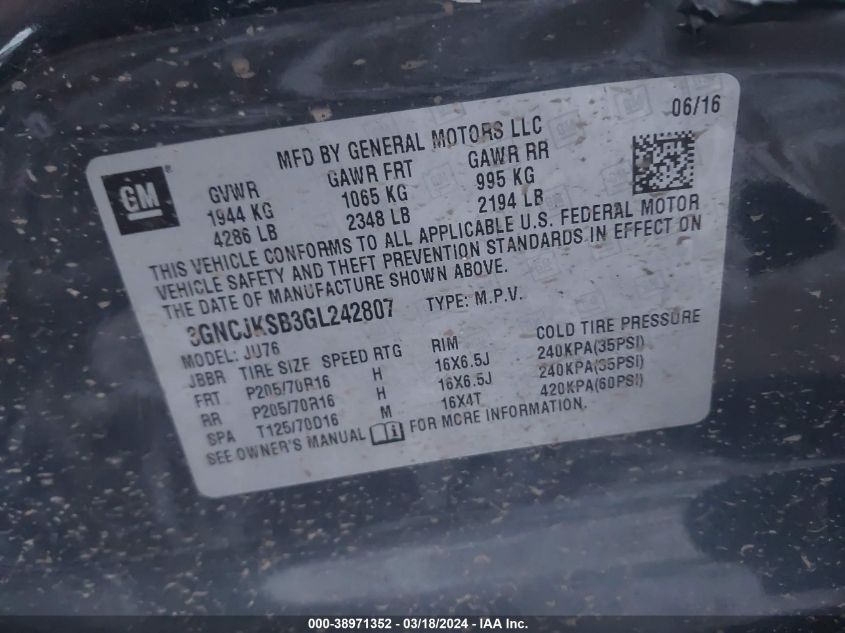 GM
MFD BY GENERAL MOTORS LLC 06/16
GVWR GAWR FRT GAWR RR
1944 KG 1065 KG 995 KG
4286 LB 2348 LB 2194 LB
THIS VEHICLE CONFORMS TO ALL APPLICABLE U.S. FEDERAL MOTOR
VEHICLE SAFETY AND THEFT PREVENTION STANDARDS IN EFFECT ON
THE DATE OF MANUFACTURE SHOWN ABOVE.
3GNCJKSB3GL242807 TYPE: M.P.V.
MODEL: JU76
JBBR TIRE SIZE SPEED RTG RIM COLD TIRE PRESSURE
FRT P205/70R16 H 16X6.5J 240KPA(35PSI)
RR P205/70R16 H 16X6.5J 240KPA(35PSI)
SPA T125/70D16 M 16X4T 420KPA(60PSI)
SEE OWNER'S MANUAL FOR MORE INFORMATION.
000-38971352 / 03/18/2024 - IAA Inc.